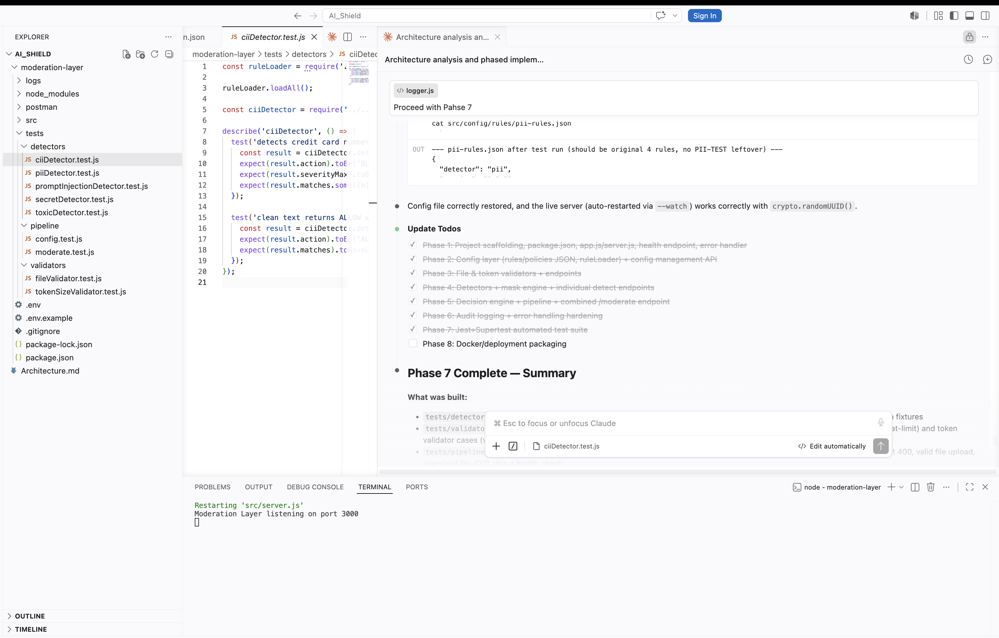 AI_Shield
Sign In
EXPLORER
AI_SHIELD
moderation-layer
logs
node_modules
postman
src
tests
detectors
JS ciiDetector.test.js
JS piiDetector.test.js
JS promptInjectionDetector.test.js
JS secretDetector.test.js
JS toxicDetector.test.js
pipeline
JS config.test.js
JS moderate.test.js
validators
JS fileValidator.test.js
JS tokenSizeValidator.test.js
.env
.env.example
.gitignore
{} package-lock.json
{} package.json
Architecture.md
OUTLINE
TIMELINE
n.json
JS ciiDetector.test.js
moderation-layer > tests > detectors > JS ciiDetec
1 const ruleLoader = require('.
2
3 ruleLoader.loadAll();
4
5 const ciiDetector = require('../..
6
7 describe('ciiDetector', () => {
8 test('detects credit card number
9 const result = ciiDetector.det
10 expect(result.action).toBe('BL
11 expect(result.severityMax).toB
12 expect(result.matches.some((m)
13 });
14
15 test('clean text returns ALLOW w
16 const result = ciiDetector.det
17 expect(result.action).toBe('AL
18 expect(result.matches).toHaveL
19 });
20 });
21
Architecture analysis an...
Architecture analysis and phased implem...
</> logger.js
Proceed with Pahse 7
cat src/config/rules/pii-rules.json
OUT --- pii-rules.json after test run (should be original 4 rules, no PII-TEST leftover) ---
{
"detector": "pii",
Config file correctly restored, and the live server (auto-restarted via --watch) works correctly with crypto.randomUUID().
Update Todos
Phase 1: Project scaffolding, package.json, app.js/server.js, health endpoint, error handler
Phase 2: Config layer (rules/policies JSON, ruleLoader) + config management API
Phase 3: File & token validators + endpoints
Phase 4: Detectors + mask engine + individual detect endpoints
Phase 5: Decision engine + pipeline + combined /moderate endpoint
Phase 6: Audit logging + error handling hardening
Phase 7: Jest+Supertest automated test suite
Phase 8: Docker/deployment packaging
Phase 7 Complete — Summary
What was built:
tests/detector fixtures
tests/validato at-limit) and token
validator cases (
tests/pipeline t 400, valid file upload,
oversized file 422) plus a health check
⌘ Esc to focus or unfocus Claude
ciiDetector.test.js
</> Edit automatically
PROBLEMS OUTPUT DEBUG CONSOLE TERMINAL PORTS
node - moderation-layer
Restarting 'src/server.js'
Moderation Layer listening on port 3000